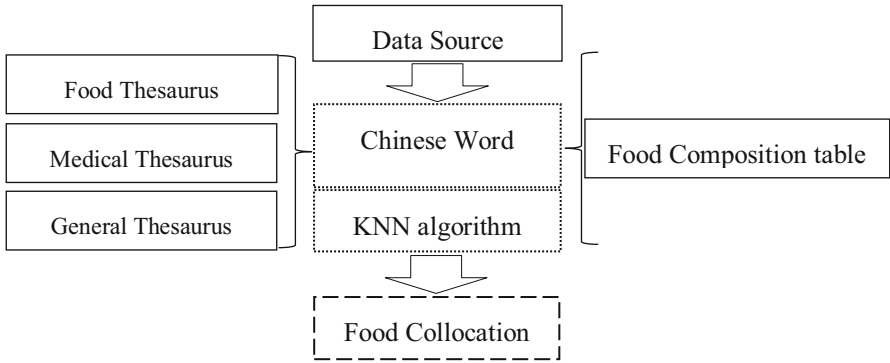 Data Source
Food Thesaurus
Medical Thesaurus
General Thesaurus
Chinese Word
KNN algorithm
Food Composition table
Food Collocation